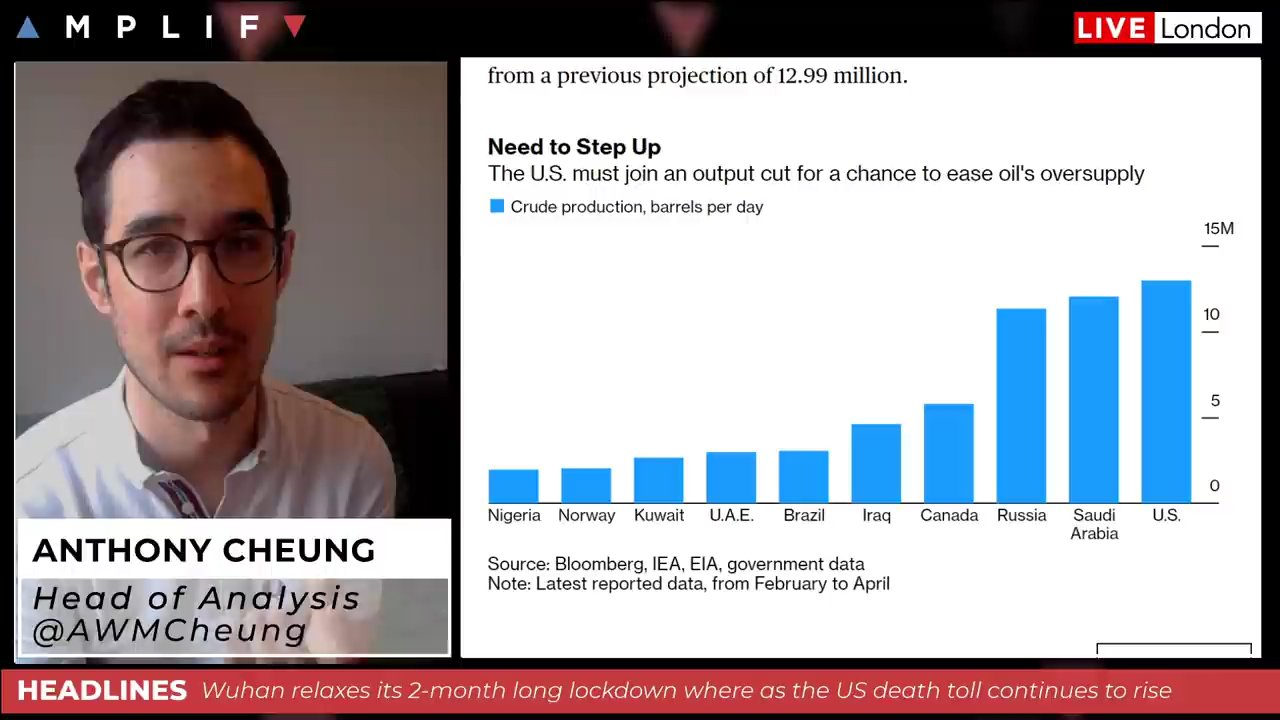 AMPLIFY
LIVE London
from a previous projection of 12.99 million.
Need to Step Up
The U.S. must join an output cut for a chance to ease oil's oversupply
Crude production, barrels per day
15M
10
5
0
Nigeria Norway Kuwait U.A.E. Brazil Iraq Canada Russia Saudi Arabia U.S.
Source: Bloomberg, IEA, EIA, government data
Note: Latest reported data, from February to April
ANTHONY CHEUNG
Head of Analysis
@AWMCheung
HEADLINES Wuhan relaxes its 2-month long lockdown where as the US death toll continues to rise